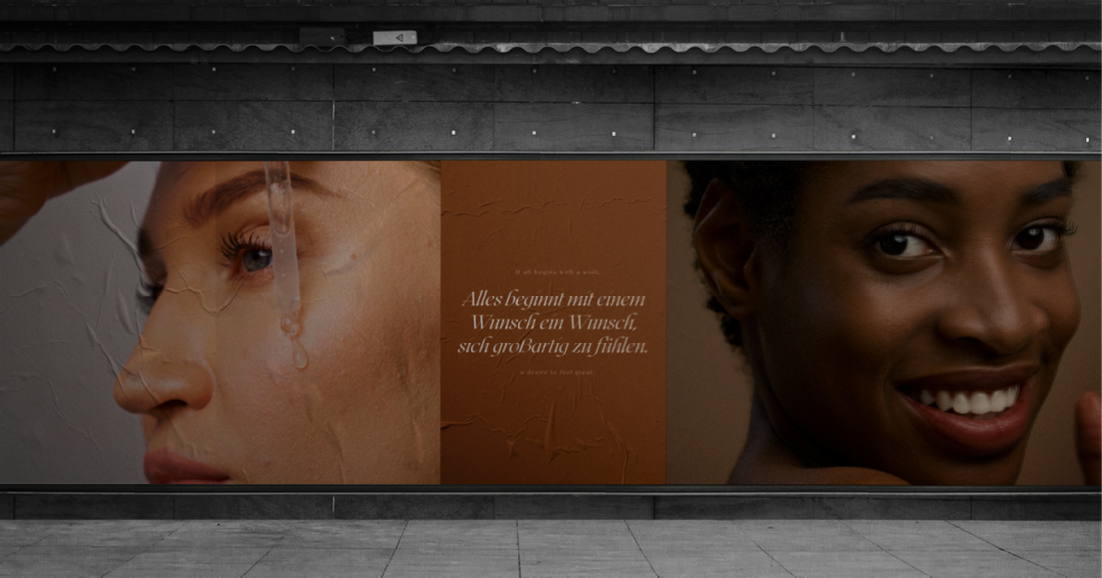 It all begins with a wish,
Alles beginnt mit einem
Wunsch ein Wunsch,
sich großartig zu fühlen.
a desire to feel great.